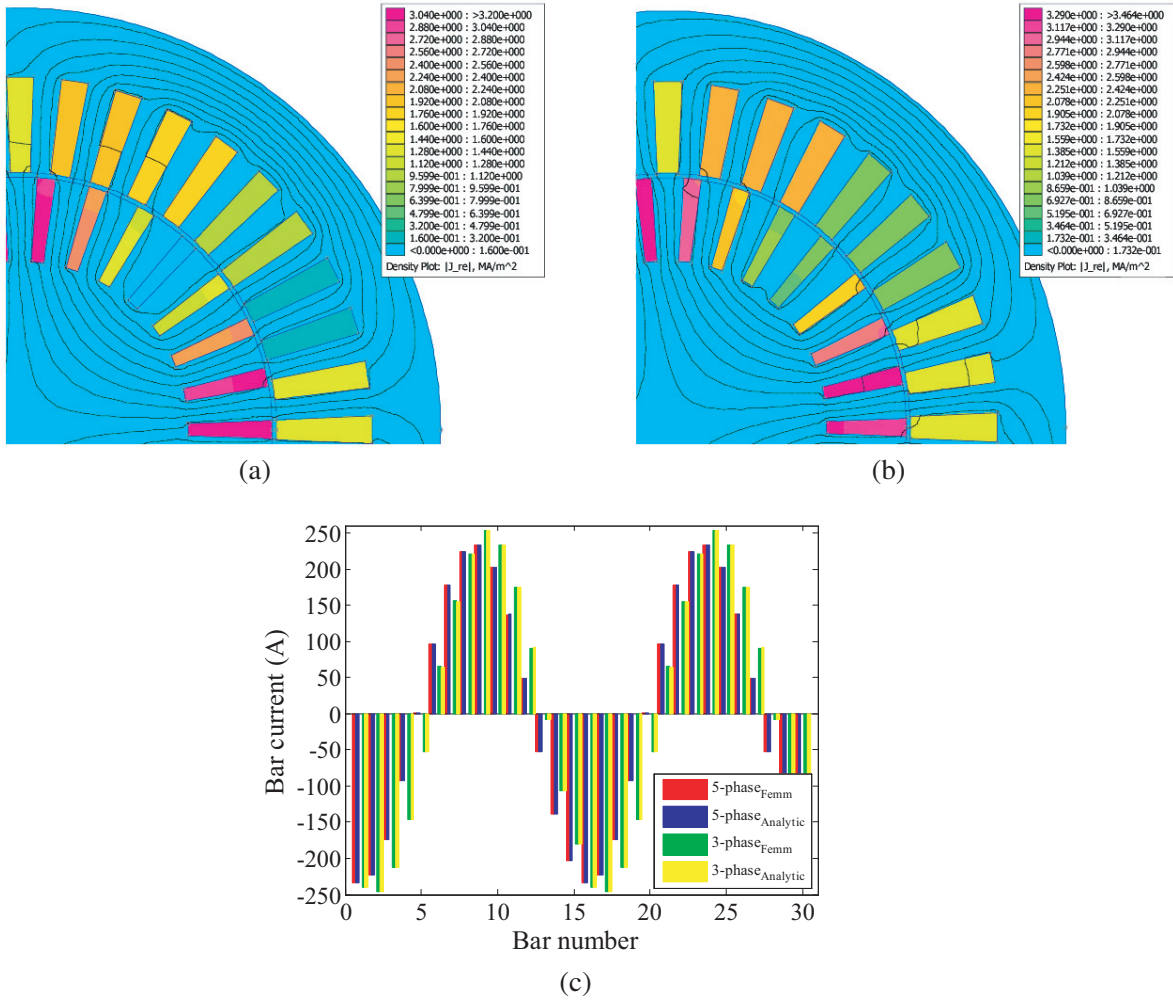 3.040e+000 : >3.200e+000
2.880e+000 : 3.040e+000
2.720e+000 : 2.880e+000
2.560e+000 : 2.720e+000
2.400e+000 : 2.560e+000
2.240e+000 : 2.400e+000
2.080e+000 : 2.240e+000
1.920e+000 : 2.080e+000
1.760e+000 : 1.920e+000
1.600e+000 : 1.760e+000
1.440e+000 : 1.600e+000
1.280e+000 : 1.440e+000
1.120e+000 : 1.280e+000
9.599e-001 : 1.120e+000
7.999e-001 : 9.599e-001
6.399e-001 : 7.999e-001
4.799e-001 : 6.399e-001
3.200e-001 : 4.799e-001
1.600e-001 : 3.200e-001
<0.000e+000 : 1.600e-001
Density Plot: |J_re|, MA/m^2
(a)
3.290e+000 : >3.464e+000
3.117e+000 : 3.290e+000
2.944e+000 : 3.117e+000
2.771e+000 : 2.944e+000
2.598e+000 : 2.771e+000
2.424e+000 : 2.598e+000
2.251e+000 : 2.424e+000
2.078e+000 : 2.251e+000
1.905e+000 : 2.078e+000
1.732e+000 : 1.905e+000
1.559e+000 : 1.732e+000
1.385e+000 : 1.559e+000
1.212e+000 : 1.385e+000
1.039e+000 : 1.212e+000
8.659e-001 : 1.039e+000
6.927e-001 : 8.659e-001
5.195e-001 : 6.927e-001
3.464e-001 : 5.195e-001
1.732e-001 : 3.464e-001
<0.000e+000 : 1.732e-001
Density Plot: |J_re|, MA/m^2
(b)
250
200
150
100
50
0
-50
-100
-150
-200
-250
Bar current (A)
5-phase Femm
5-phase Analytic
3-phase Femm
3-phase Analytic
0 5 10 15 20 25 30
Bar number
(c)